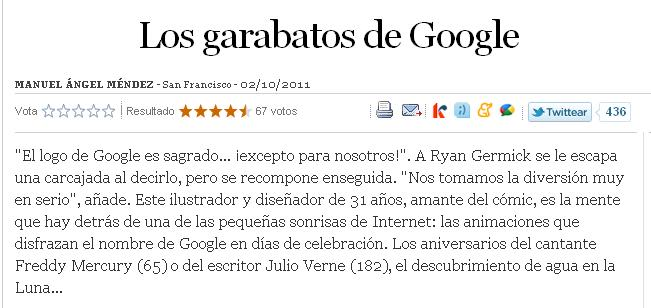 Los garabatos de Google
MANUEL ÁNGEL MÉNDEZ - San Francisco - 02/10/2011
Vota Resultado 67 votos Twittear 436
"El logo de Google es sagrado... ¡excepto para nosotros!". A Ryan Germick se le escapa
una carcajada al decirlo, pero se recompone enseguida. "Nos tomamos la diversión muy
en serio", añade. Este ilustrador y diseñador de 31 años, amante del cómic, es la mente
que hay detrás de una de las pequeñas sonrisas de Internet: las animaciones que
disfrazan el nombre de Google en días de celebración. Los aniversarios del cantante
Freddy Mercury (65) o del escritor Julio Verne (182), el descubrimiento de agua en la
Luna...